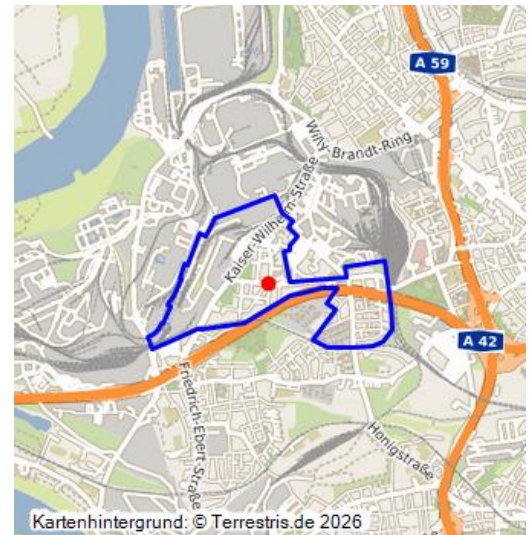 A 59
Willy-Brandt-Ring
Kaiser-Wilhelm-Straße
A 42
Friedrich-Ebert-Straße
Honigstraße
Kartenhintergrund: © Terrestris.de 2026